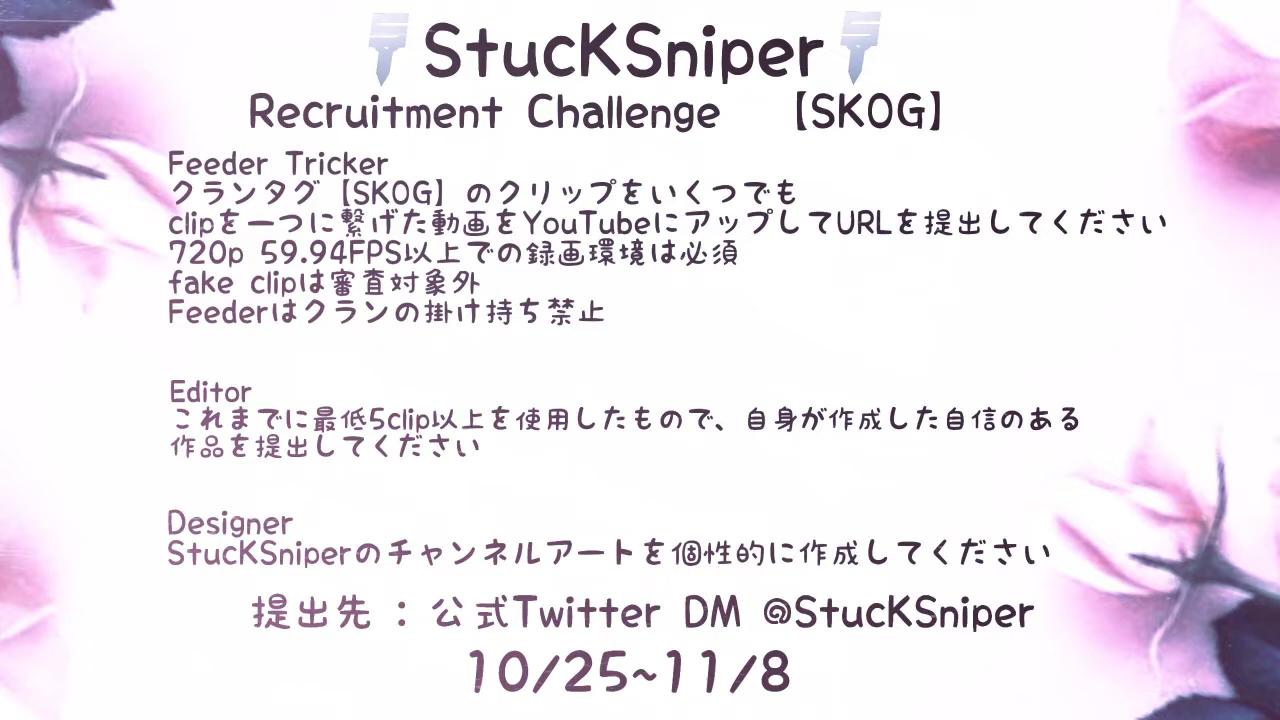 StucKSniper
Recruitment Challenge 【SKOG】
Feeder Tricker
クランタグ【SKOG】のクリップをいくつでも
clipを一つに繋げた動画をYouTubeにアップしてURLを提出してください
720p 59.94FPS以上での録画環境は必須
fake clipは審査対象外
Feederはクランの掛け持ち禁止
Editor
これまでに最低5clip以上を使用したもので、自身が作成した自信のある
作品を提出してください
Designer
StucKSniperのチャンネルアートを個性的に作成してください
提出先 : 公式Twitter DM @StucKSniper
10/25~11/8